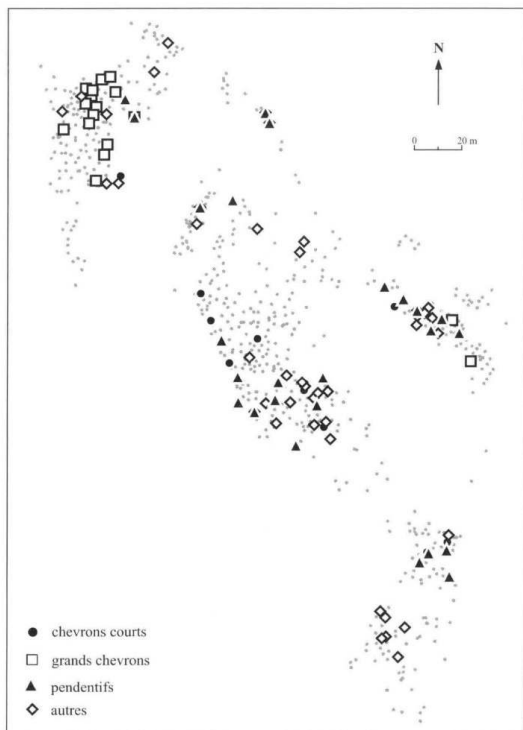 N
0 20 m
chevrons courts
grands chevrons
pendentifs
autres